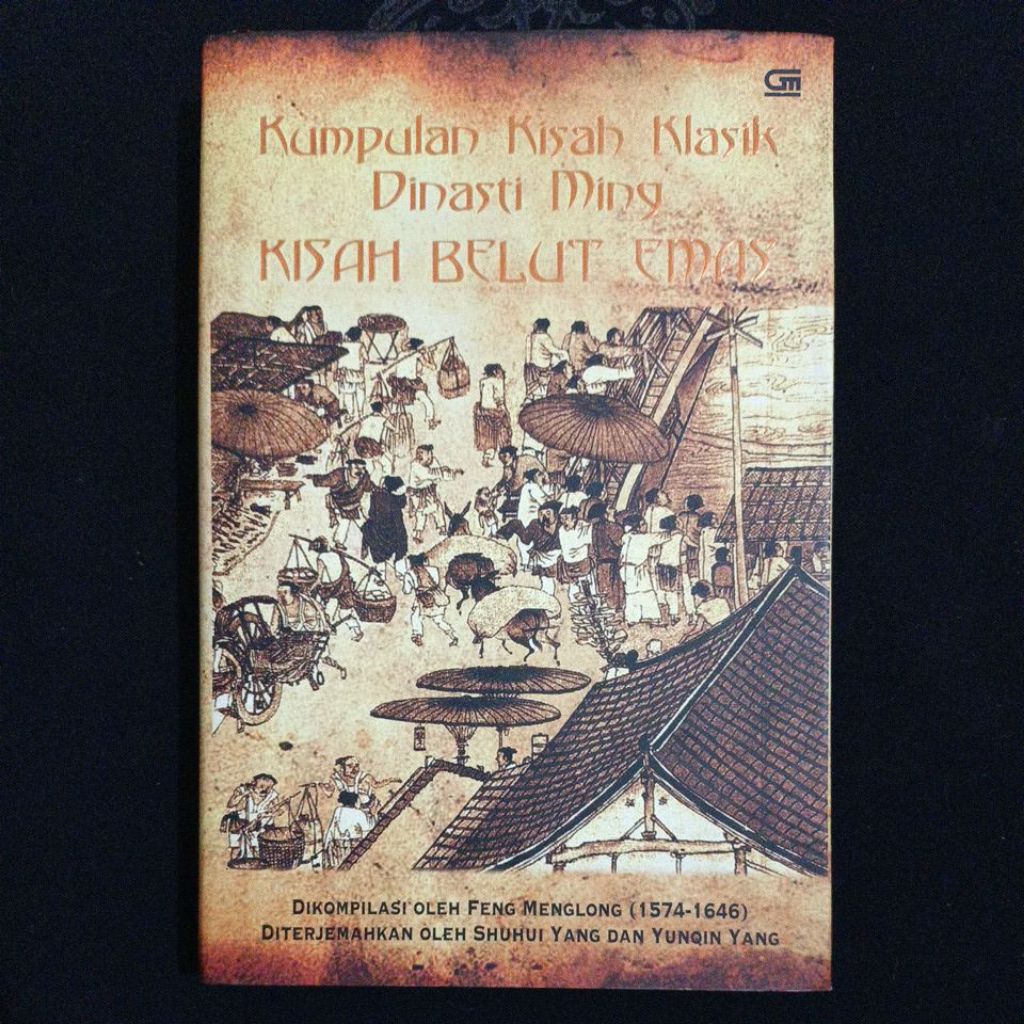 GM
Kumpulan Kisah Klasik
Dinasti Ming
KISAH BELUT EMAS
DIKOMPILASI OLEH FENG MENGLONG (1574-1646)
DITERJEMAHKAN OLEH SHUHUI YANG DAN YUNQIN YANG